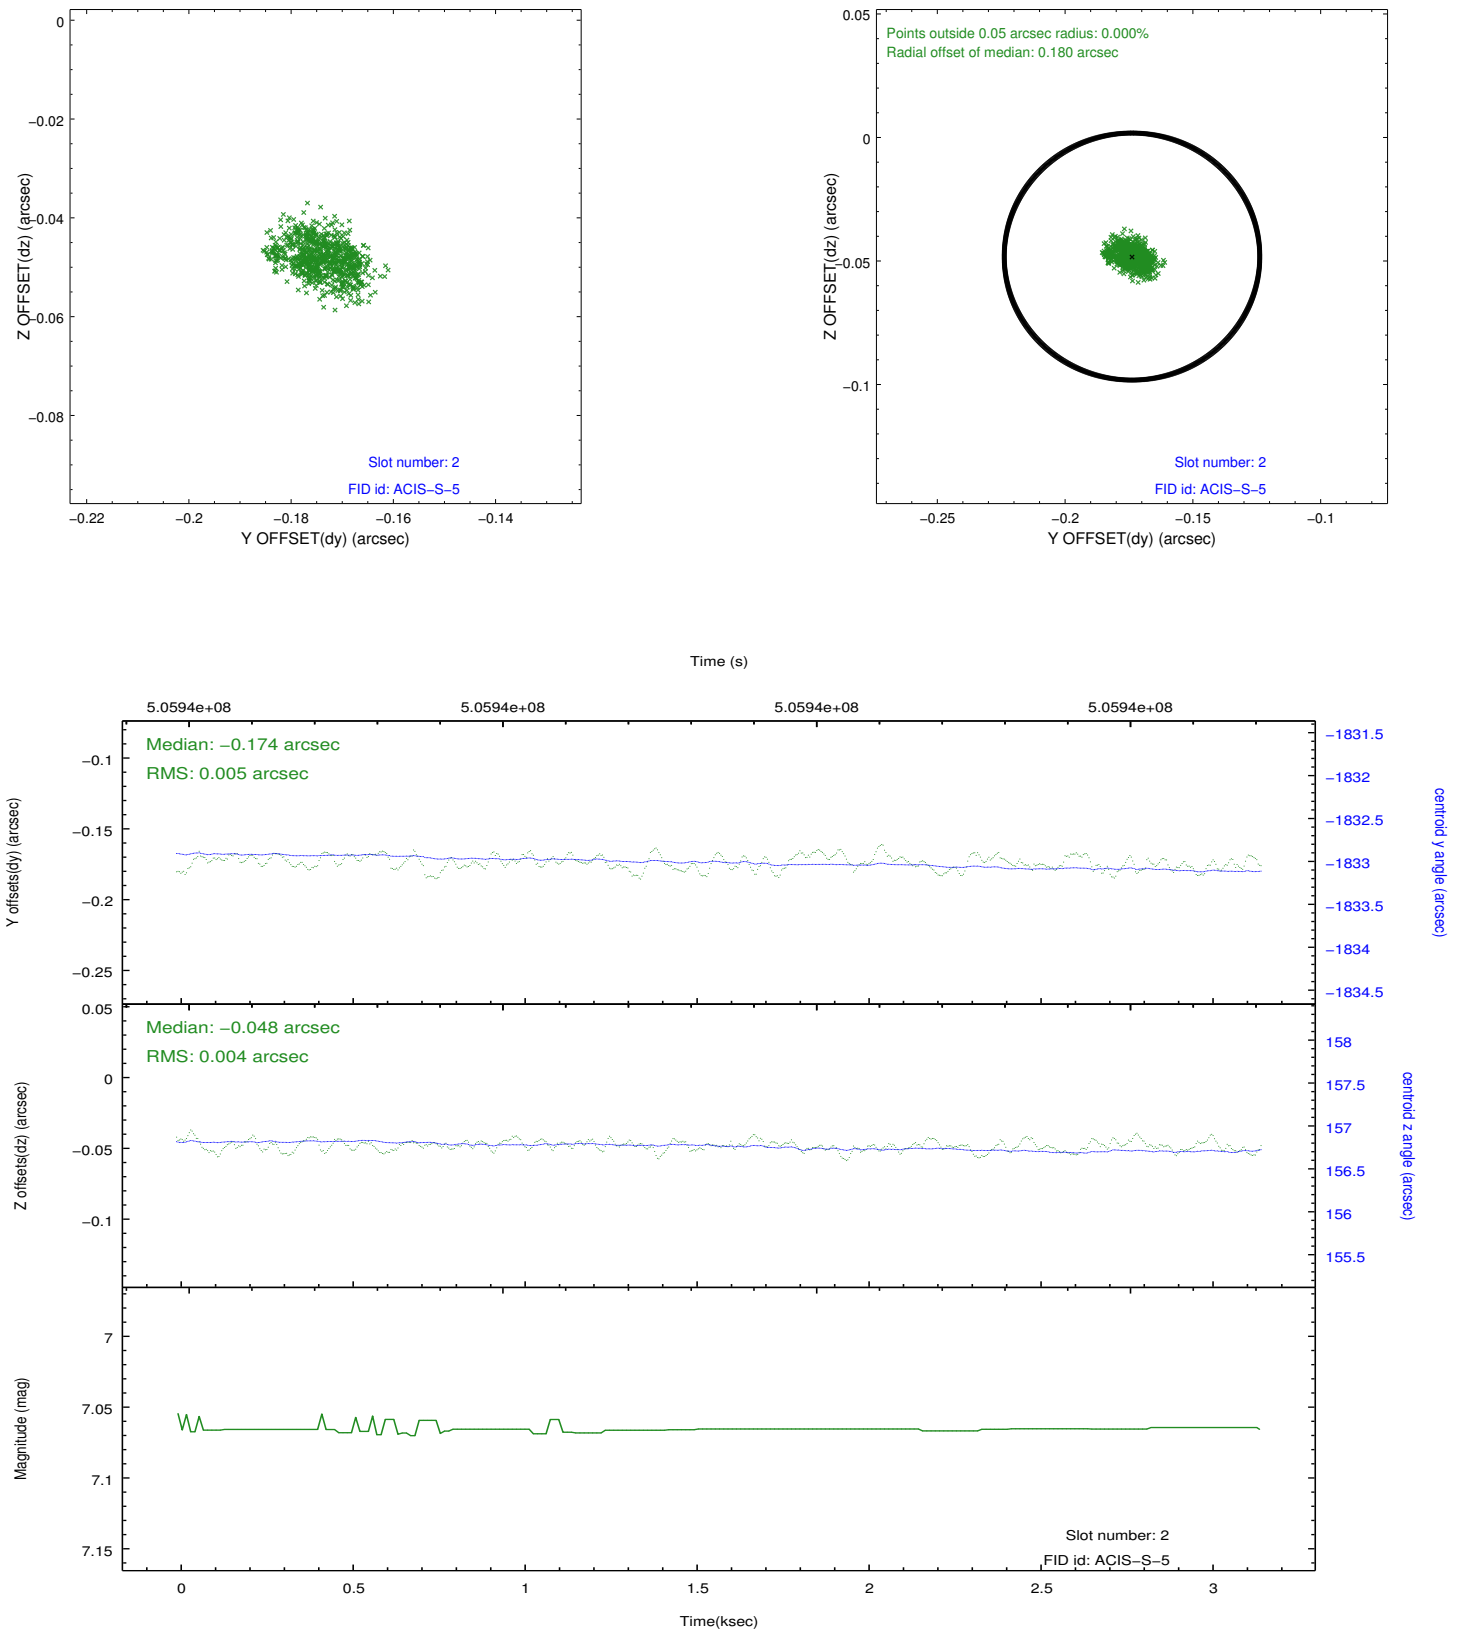 0
−0.02
−0.04
−0.06
−0.08
Z OFFSET(dz) (arcsec)
Slot number: 2
FID id: ACIS−S−5
−0.22 −0.2 −0.18 −0.16 −0.14
Y OFFSET(dy) (arcsec)
0.05
0
−0.05
−0.1
Z OFFSET(dz) (arcsec)
Points outside 0.05 arcsec radius: 0.000%
Radial offset of median: 0.180 arcsec
Slot number: 2
FID id: ACIS−S−5
−0.25 −0.2 −0.15 −0.1
Y OFFSET(dy) (arcsec)
Time (s)
5.0594e+08 5.0594e+08 5.0594e+08 5.0594e+08
Median: −0.174 arcsec
RMS: 0.005 arcsec
−0.1
−0.15
−0.2
−0.25
Y offsets(dy) (arcsec)
−1831.5
−1832
−1832.5
−1833
−1833.5
−1834
−1834.5
centroid y angle (arcsec)
Median: −0.048 arcsec
RMS: 0.004 arcsec
0.05
0
−0.05
−0.1
Z offsets(dz) (arcsec)
158
157.5
157
156.5
156
155.5
centroid z angle (arcsec)
7
7.05
7.1
7.15
Magnitude (mag)
Slot number: 2
FID id: ACIS−S−5
0 0.5 1 1.5 2 2.5 3
Time(ksec)